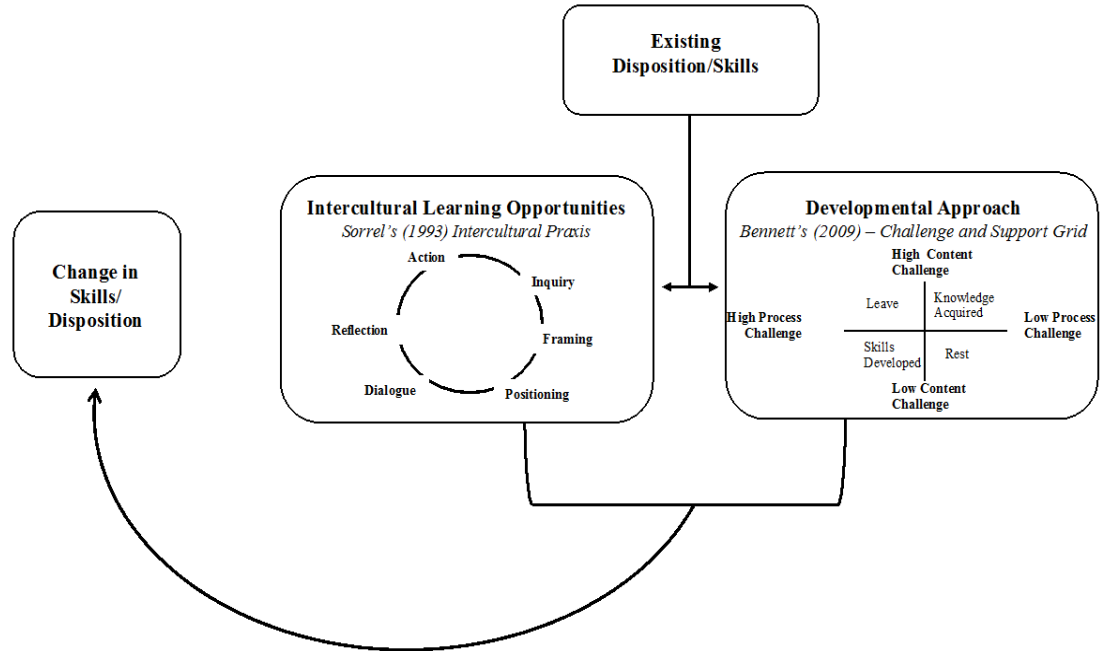 Existing
Disposition/Skills
Change in
Skills/
Disposition
Intercultural Learning Opportunities
Sorrel's (1993) Intercultural Praxis
Action
Inquiry
Framing
Positioning
Dialogue
Reflection
Developmental Approach
Bennett's (2009) – Challenge and Support Grid
High Content
Challenge
Leave
Knowledge
Acquired
High Process
Challenge
Low Process
Challenge
Skills
Developed
Rest
Low Content
Challenge